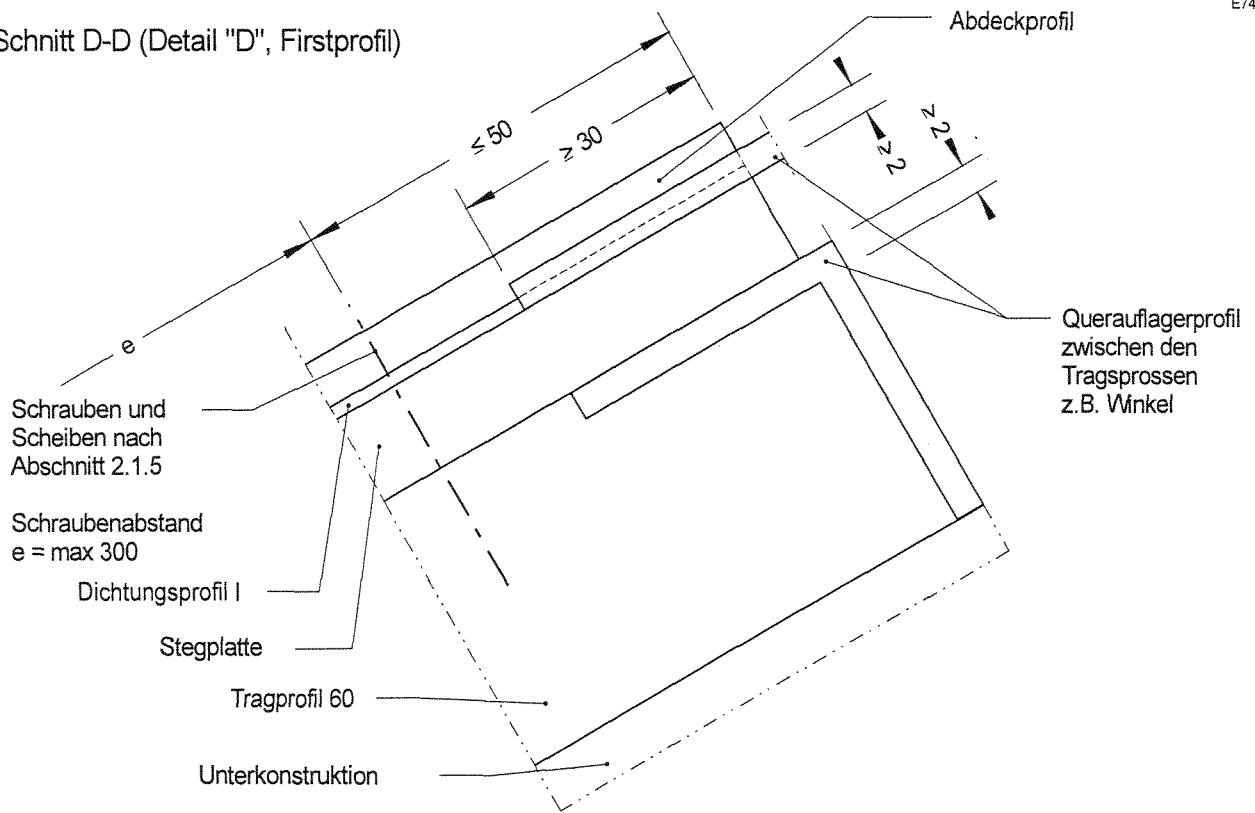 E74
Schnitt D-D (Detail "D", Firstprofil)
Abdeckprofil
≤ 50
≥ 30
≥ 2
≥ 2
e
Querauflagerprofil
zwischen den
Tragsprossen
z.B. Winkel
Schrauben und
Scheiben nach
Abschnitt 2.1.5
Schraubenabstand
e = max 300
Dichtungsprofil I
Stegplatte
Tragprofil 60
Unterkonstruktion